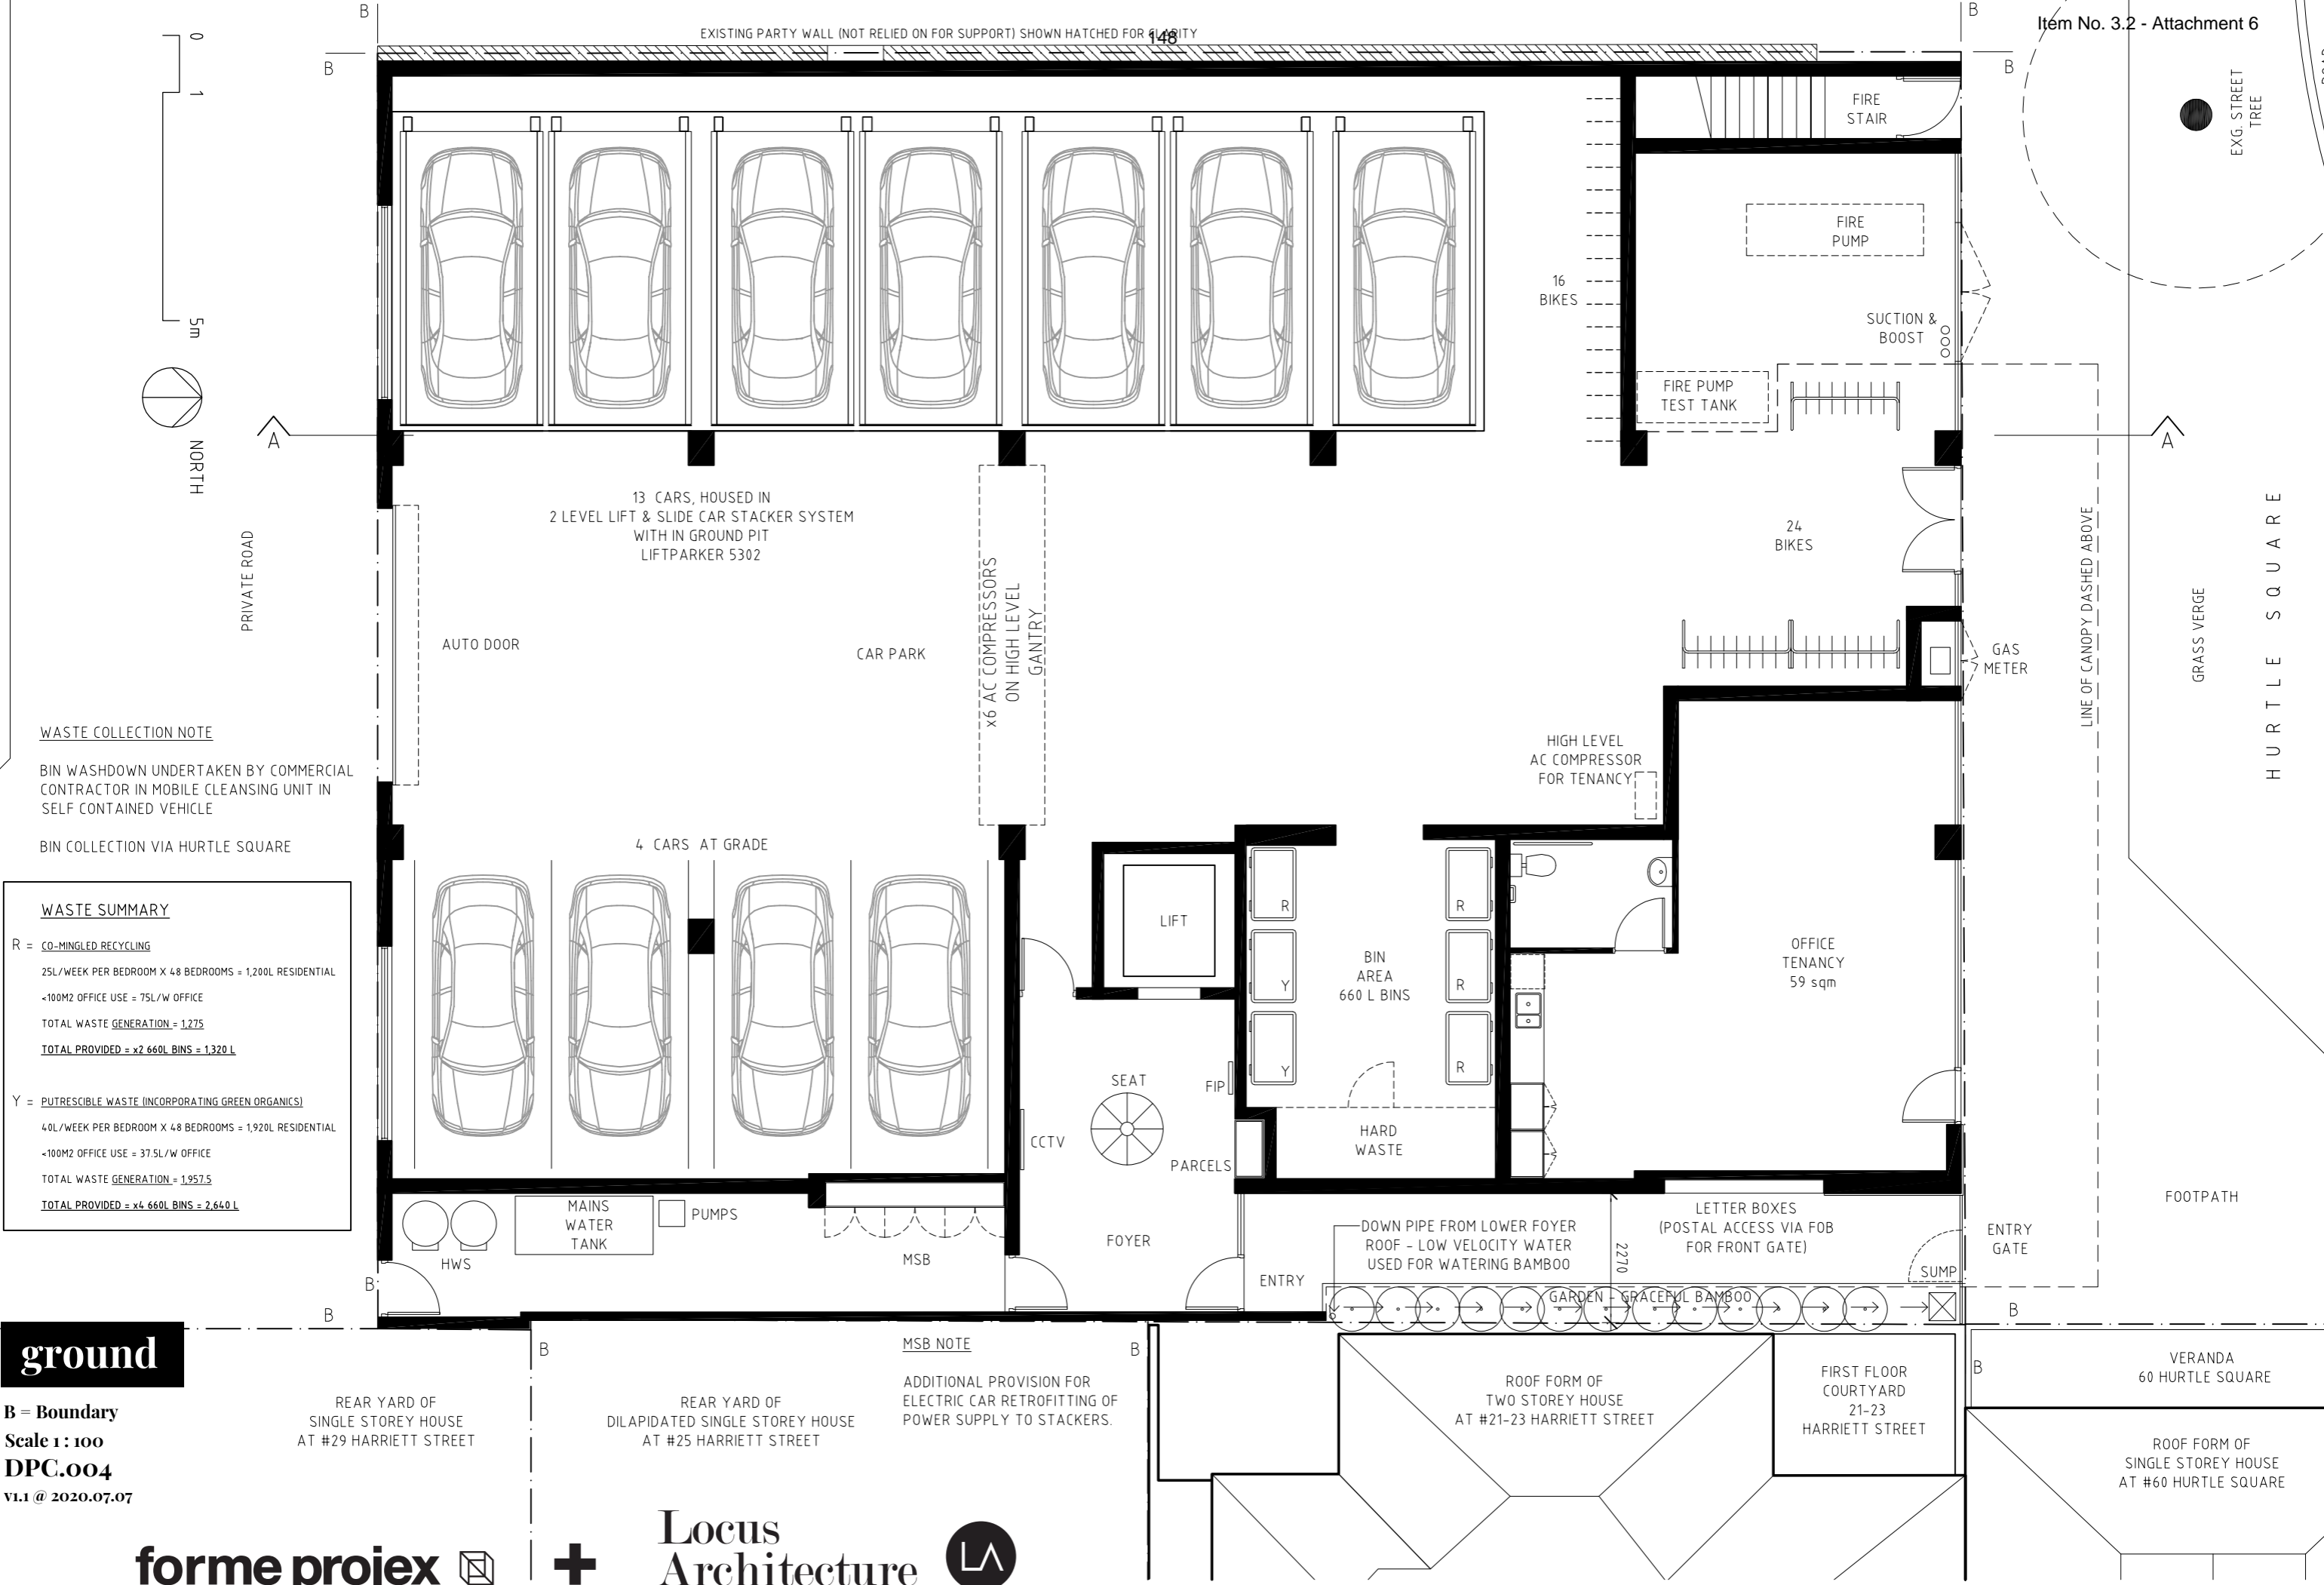 Item No. 3.2 - Attachment 6
148
EXISTING PARTY WALL (NOT RELIED ON FOR SUPPORT) SHOWN HATCHED FOR CLARITY
B
B
B
B
0
1
5m
NORTH
A
A
PRIVATE ROAD
FIRE
STAIR
EXG. STREET
TREE
FIRE
PUMP
16
BIKES
SUCTION &
BOOST
FIRE PUMP
TEST TANK
13 CARS, HOUSED IN
2 LEVEL LIFT & SLIDE CAR STACKER SYSTEM
WITH IN GROUND PIT
LIFTPARKER 5302
x6 AC COMPRESSORS
ON HIGH LEVEL
GANTRY
24
BIKES
LINE OF CANOPY DASHED ABOVE
GRASS VERGE
HURTLE SQUARE
AUTO DOOR
CAR PARK
GAS
METER
HIGH LEVEL
AC COMPRESSOR
FOR TENANCY
WASTE COLLECTION NOTE
BIN WASHDOWN UNDERTAKEN BY COMMERCIAL
CONTRACTOR IN MOBILE CLEANSING UNIT IN
SELF CONTAINED VEHICLE
BIN COLLECTION VIA HURTLE SQUARE
4 CARS AT GRADE
WASTE SUMMARY
R = CO-MINGLED RECYCLING
25L/WEEK PER BEDROOM X 48 BEDROOMS = 1,200L RESIDENTIAL
<100M2 OFFICE USE = 75L/W OFFICE
TOTAL WASTE GENERATION = 1,275
TOTAL PROVIDED = x2 660L BINS = 1,320 L
Y = PUTRESCIBLE WASTE (INCORPORATING GREEN ORGANICS)
40L/WEEK PER BEDROOM X 48 BEDROOMS = 1,920L RESIDENTIAL
<100M2 OFFICE USE = 37.5L/W OFFICE
TOTAL WASTE GENERATION = 1,957.5
TOTAL PROVIDED = x4 660L BINS = 2,640 L
LIFT
R
R
Y
R
Y
R
BIN
AREA
660 L BINS
OFFICE
TENANCY
59 sqm
SEAT
FIP
CCTV
PARCELS
HARD
WASTE
HWS
MAINS
WATER
TANK
PUMPS
MSB
FOYER
ENTRY
DOWN PIPE FROM LOWER FOYER
ROOF - LOW VELOCITY WATER
USED FOR WATERING BAMBOO
2270
LETTER BOXES
(POSTAL ACCESS VIA FOB
FOR FRONT GATE)
SUMP
ENTRY
GATE
FOOTPATH
GARDEN - GRACEFUL BAMBOO
B
B
B
B
B
B
ground
B = Boundary
Scale 1 : 100
DPC.004
v1.1 @ 2020.07.07
REAR YARD OF
SINGLE STOREY HOUSE
AT #29 HARRIETT STREET
REAR YARD OF
DILAPIDATED SINGLE STOREY HOUSE
AT #25 HARRIETT STREET
MSB NOTE
ADDITIONAL PROVISION FOR
ELECTRIC CAR RETROFITTING OF
POWER SUPPLY TO STACKERS.
ROOF FORM OF
TWO STOREY HOUSE
AT #21-23 HARRIETT STREET
FIRST FLOOR
COURTYARD
21-23
HARRIETT STREET
VERANDA
60 HURTLE SQUARE
ROOF FORM OF
SINGLE STOREY HOUSE
AT #60 HURTLE SQUARE
forme projex
+
Locus
Architecture
LA